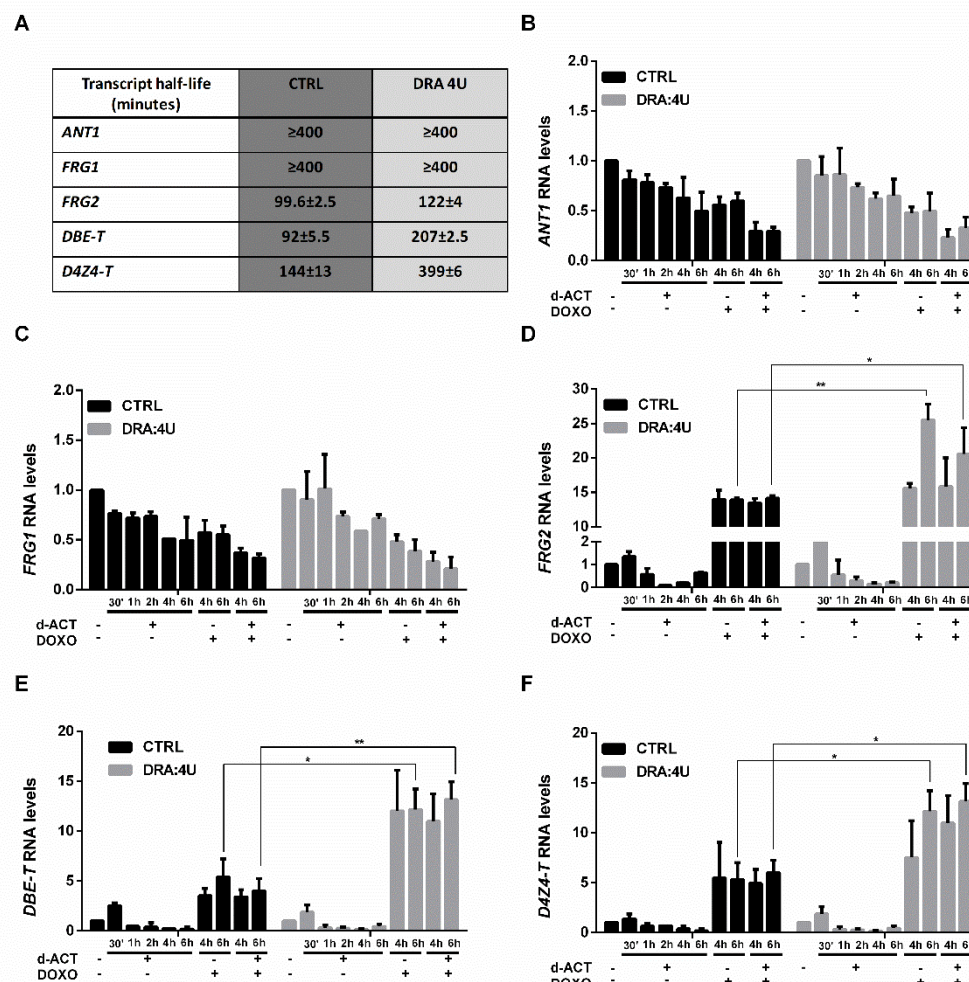 A
Transcript half-life (minutes) CTRL DRA 4U
ANT1 ≥400 ≥400
FRG1 ≥400 ≥400
FRG2 99.6±2.5 122±4
DBE-T 92±5.5 207±2.5
D4Z4-T 144±13 399±6
B
ANT1 RNA levels
2.0
1.5
1.0
0.5
0.0
CTRL
DRA:4U
30' 1h 2h 4h 6h 4h 6h 4h 6h 30' 1h 2h 4h 6h 4h 6h 4h 6
d-ACT - + + - + +
DOXO - - + + - - + +
C
FRG1 RNA levels
2.0
1.5
1.0
0.5
0.0
CTRL
DRA:4U
30' 1h 2h 4h 6h 4h 6h 4h 6h 30' 1h 2h 4h 6h 4h 6h 4h 6h
d-ACT - + - + - + - +
DOXO - - + + - - + +
D
FRG2 RNA levels
30
25
20
15
10
2
0
CTRL
DRA:4U
**
*
30' 1h 2h 4h 6h 4h 6h 4h 6h 30' 1h 2h 4h 6h 4h 6h 4h 6h
d-ACT - + - + - + - +
DOXO - - + + - - + +
E
DBE-T RNA levels
20
15
10
5
0
CTRL
DRA:4U
*
**
30' 1h 2h 4h 6h 4h 6h 4h 6h 30' 1h 2h 4h 6h 4h 6h 4h 6h
d-ACT - + - + - + - +
DOXO - - + + - - + +
F
D4Z4-T RNA levels
20
15
10
5
0
CTRL
DRA:4U
*
*
30' 1h 2h 4h 6h 4h 6h 4h 6h 30' 1h 2h 4h 6h 4h 6h 4h 6h
d-ACT - + - + - + - +
DOXO - - + + - - + +